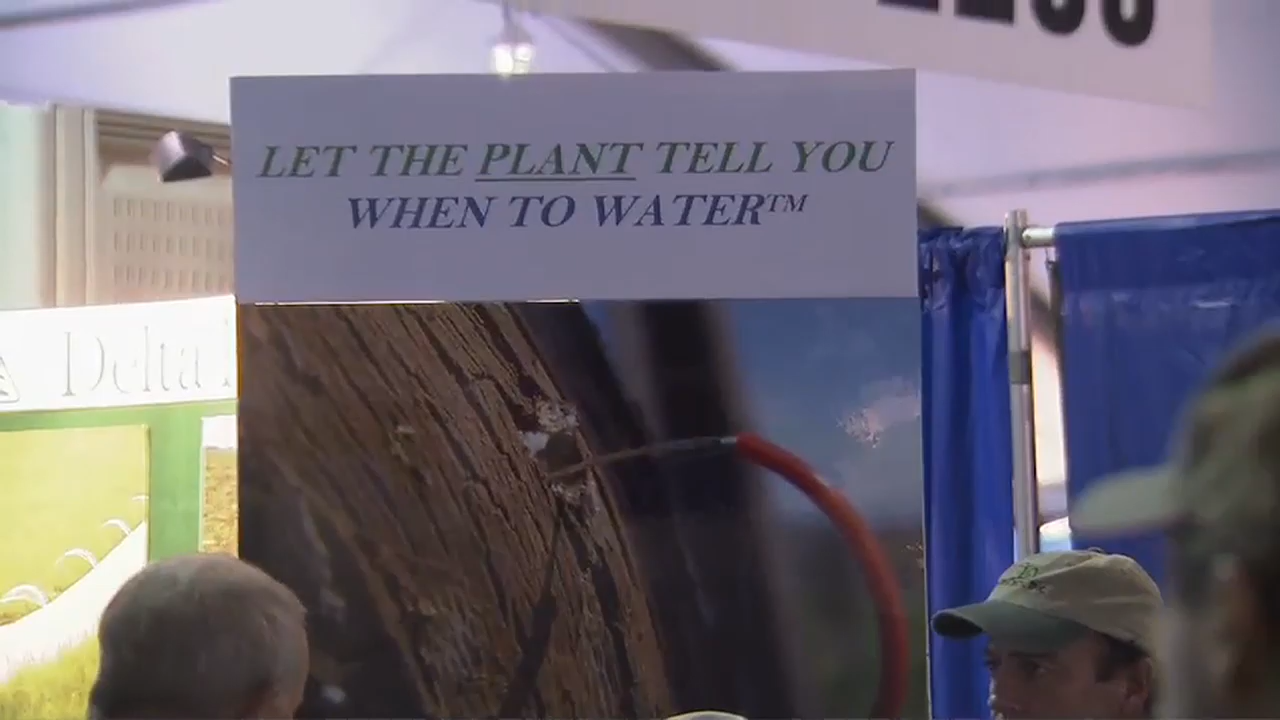 LET THE PLANT TELL YOU
WHEN TO WATER™
Delta